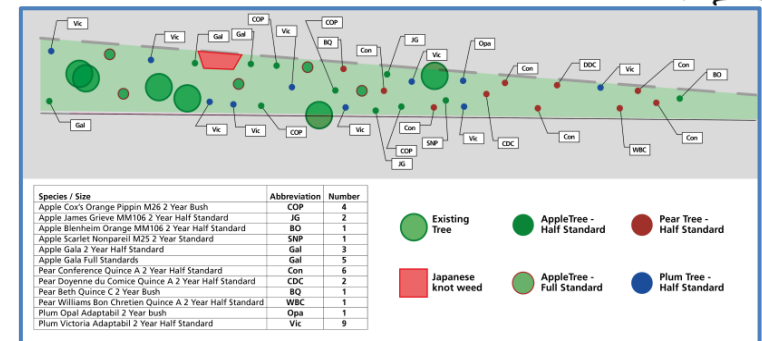 Vic
Vic
Gal
Gal
COP
Vic
COP
BQ
Con
JG
Vic
Opa
Con
DDC
Vic
Con
BO
Gal
Vic
Vic
COP
Vic
Con
COP
JG
SNP
Vic
CDC
Con
WBC
Con
Species / Size Abbreviation Number
Apple Cox's Orange Pippin M26 2 Year Bush COP 4
Apple James Grieve MM106 2 Year Half Standard JG 2
Apple Blenheim Orange MM106 2 Year Half Standard BO 1
Apple Scarlet Nonpareil M25 2 Year Standard SNP 1
Apple Gala 2 Year Half Standard Gal 3
Apple Gala Full Standards Gal 5
Pear Conference Quince A 2 Year Half Standard Con 6
Pear Doyenne du Comice Quince A 2 Year Half Standard CDC 2
Pear Beth Quince C 2 Year Bush BQ 1
Pear Williams Bon Chretien Quince A 2 Year Half Standard WBC 1
Plum Opal Adaptabil 2 Year bush Opa 1
Plum Victoria Adaptabil 2 Year Half Standard Vic 9
Existing
Tree
AppleTree -
Half Standard
Pear Tree -
Half Standard
Japanese
knot weed
AppleTree -
Full Standard
Plum Tree -
Half Standard